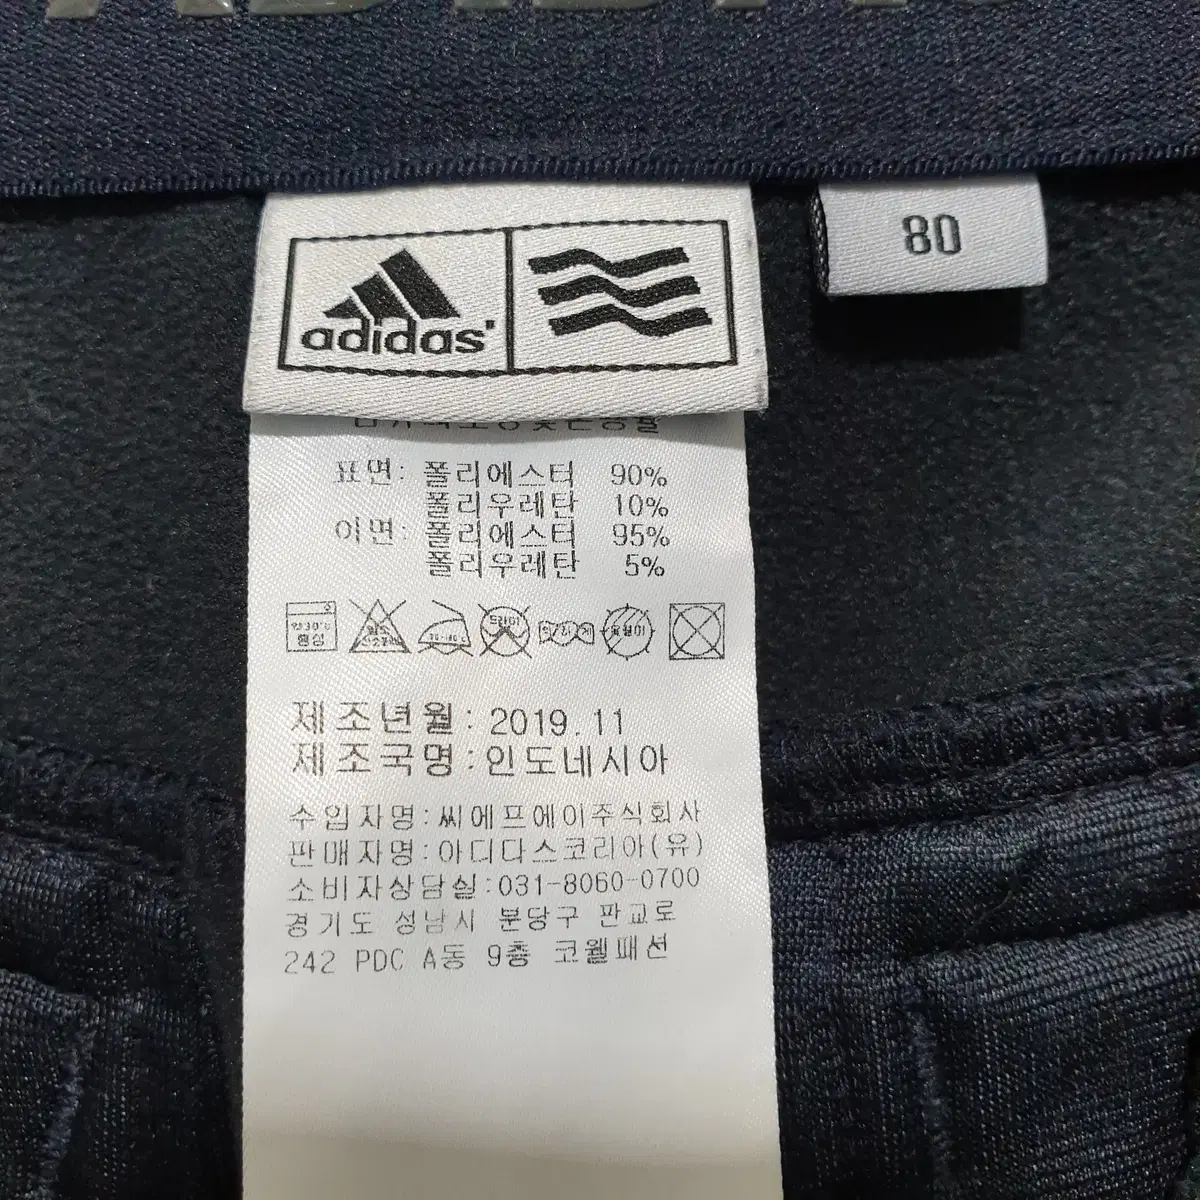 80
adidas
표면: 폴리에스터 90%
폴리우레탄 10%
이면: 폴리에스터 95%
폴리우레탄 5%
제조년월: 2019.11
제조국명:인도네시아
수입자명:씨에프에이주식회사
판매자명:아디다스코리아(유)
소비자상담실:031-8060-0700
경기도 성남시 분당구 판교로
242 PDC A동 9층 코웰패션